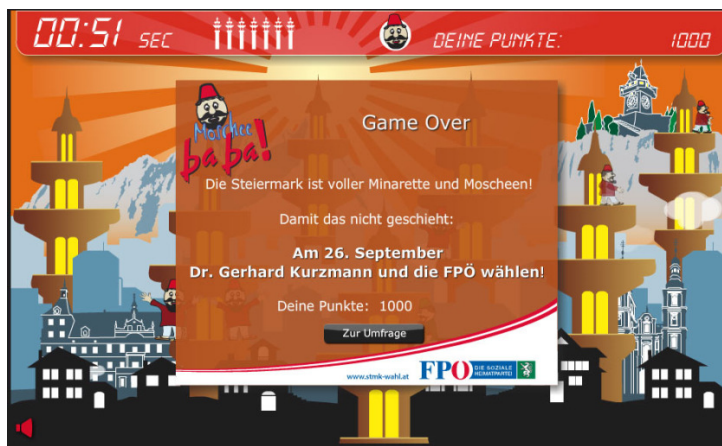 00:51 SEC DEINE PUNKTE: 1000
Moschee
baba!
Game Over
Die Steiermark ist voller Minarette und Moscheen!
Damit das nicht geschieht:
Am 26. September
Dr. Gerhard Kurzmann und die FPÖ wählen!
Deine Punkte: 1000
Zur Umfrage
www.stmk-wahl.at FPÖ DIE SOZIALE
HEIMATPARTEI